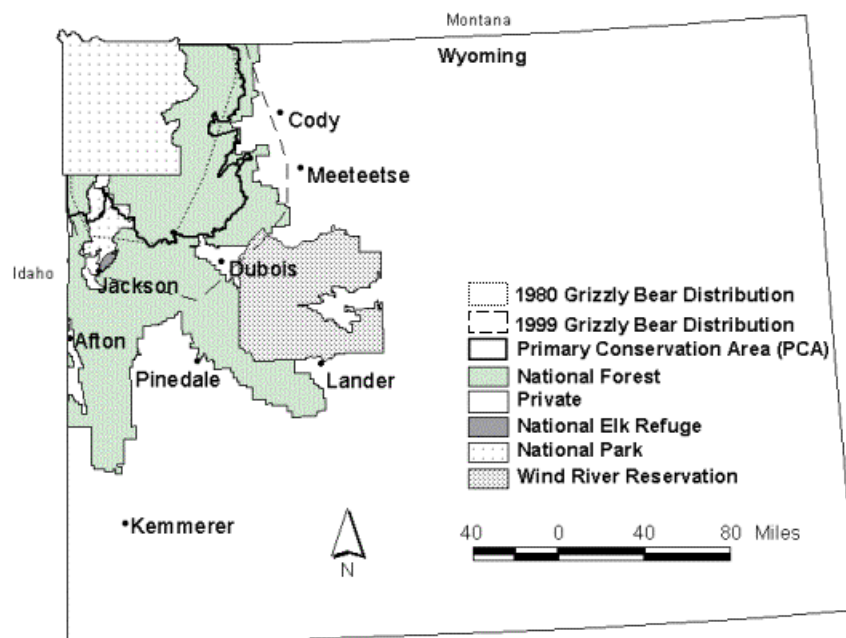 Montana
Wyoming
Cody
Meeteetse
Idaho
Dubois
Jackson
Afton
Pinedale
Lander
Kemmerer
1980 Grizzly Bear Distribution
1999 Grizzly Bear Distribution
Primary Conservation Area (PCA)
National Forest
Private
National Elk Refuge
National Park
Wind River Reservation
N
40 0 40 80 Miles